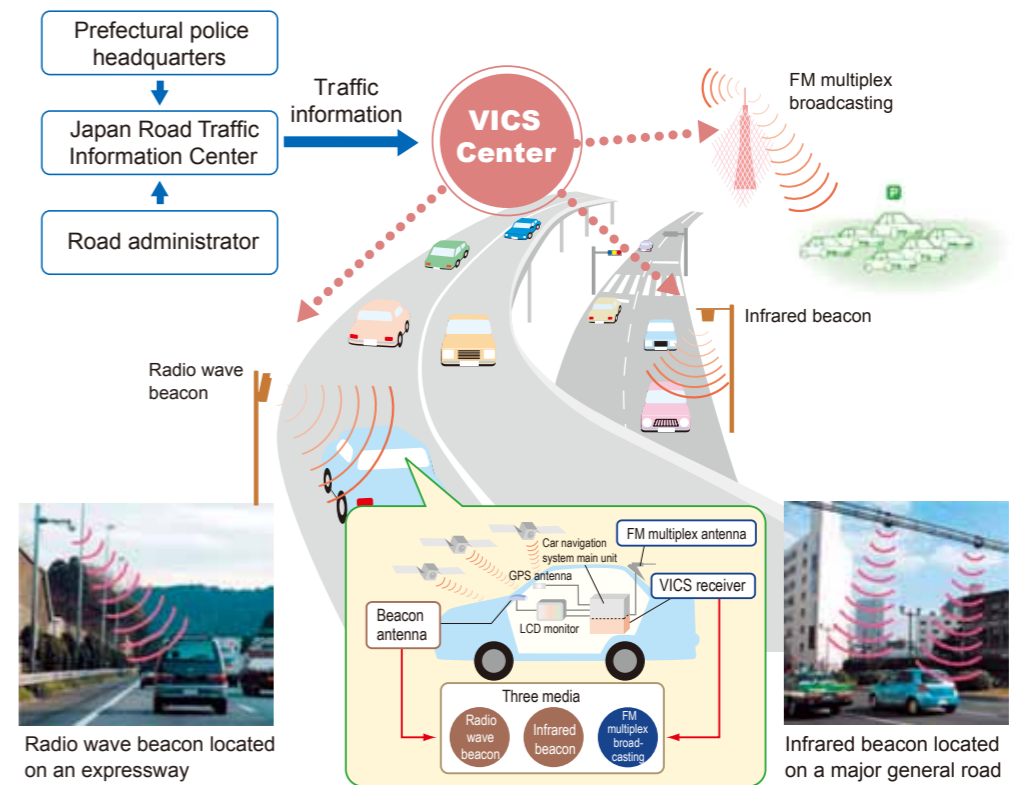 Prefectural police
headquarters
Japan Road Traffic
Information Center
Road administrator
Traffic
information
VICS
Center
FM multiplex
broadcasting
P
Infrared beacon
Radio wave
beacon
Car navigation
system main unit
FM multiplex antenna
GPS antenna
VICS receiver
Beacon
antenna
LCD monitor
Three media
Radio
wave
beacon
Infrared
beacon
FM
multiplex
broad-
casting
Radio wave beacon located
on an expressway
Infrared beacon located
on a major general road